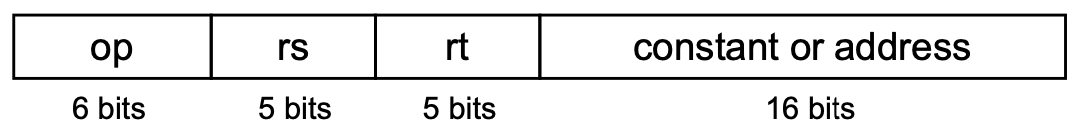 op rs rt constant or address
6 bits 5 bits 5 bits 16 bits